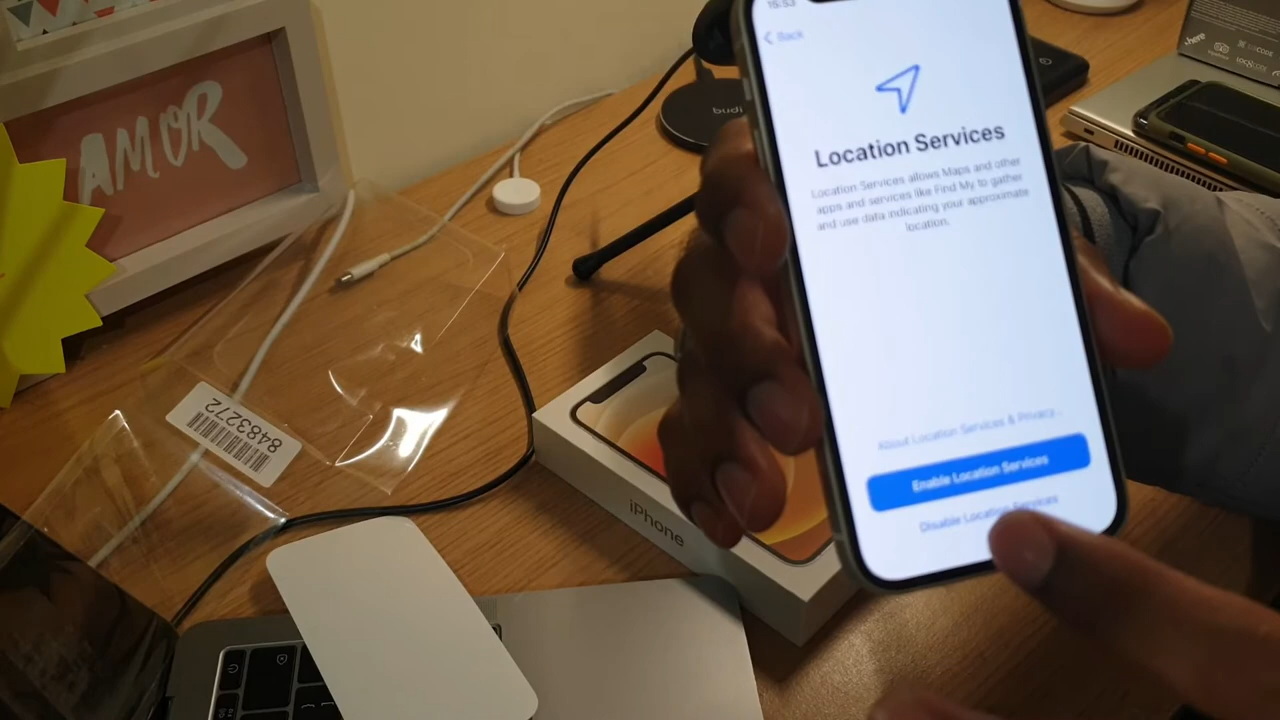 15:53
Back
Location Services
Location Services allows Maps and other
apps and services like Find My to gather
and use data indicating your approximate
location.
About Location Services & Privacy...
Enable Location Services
Disable Location Services
AMOR
budi
iPhone
8483272